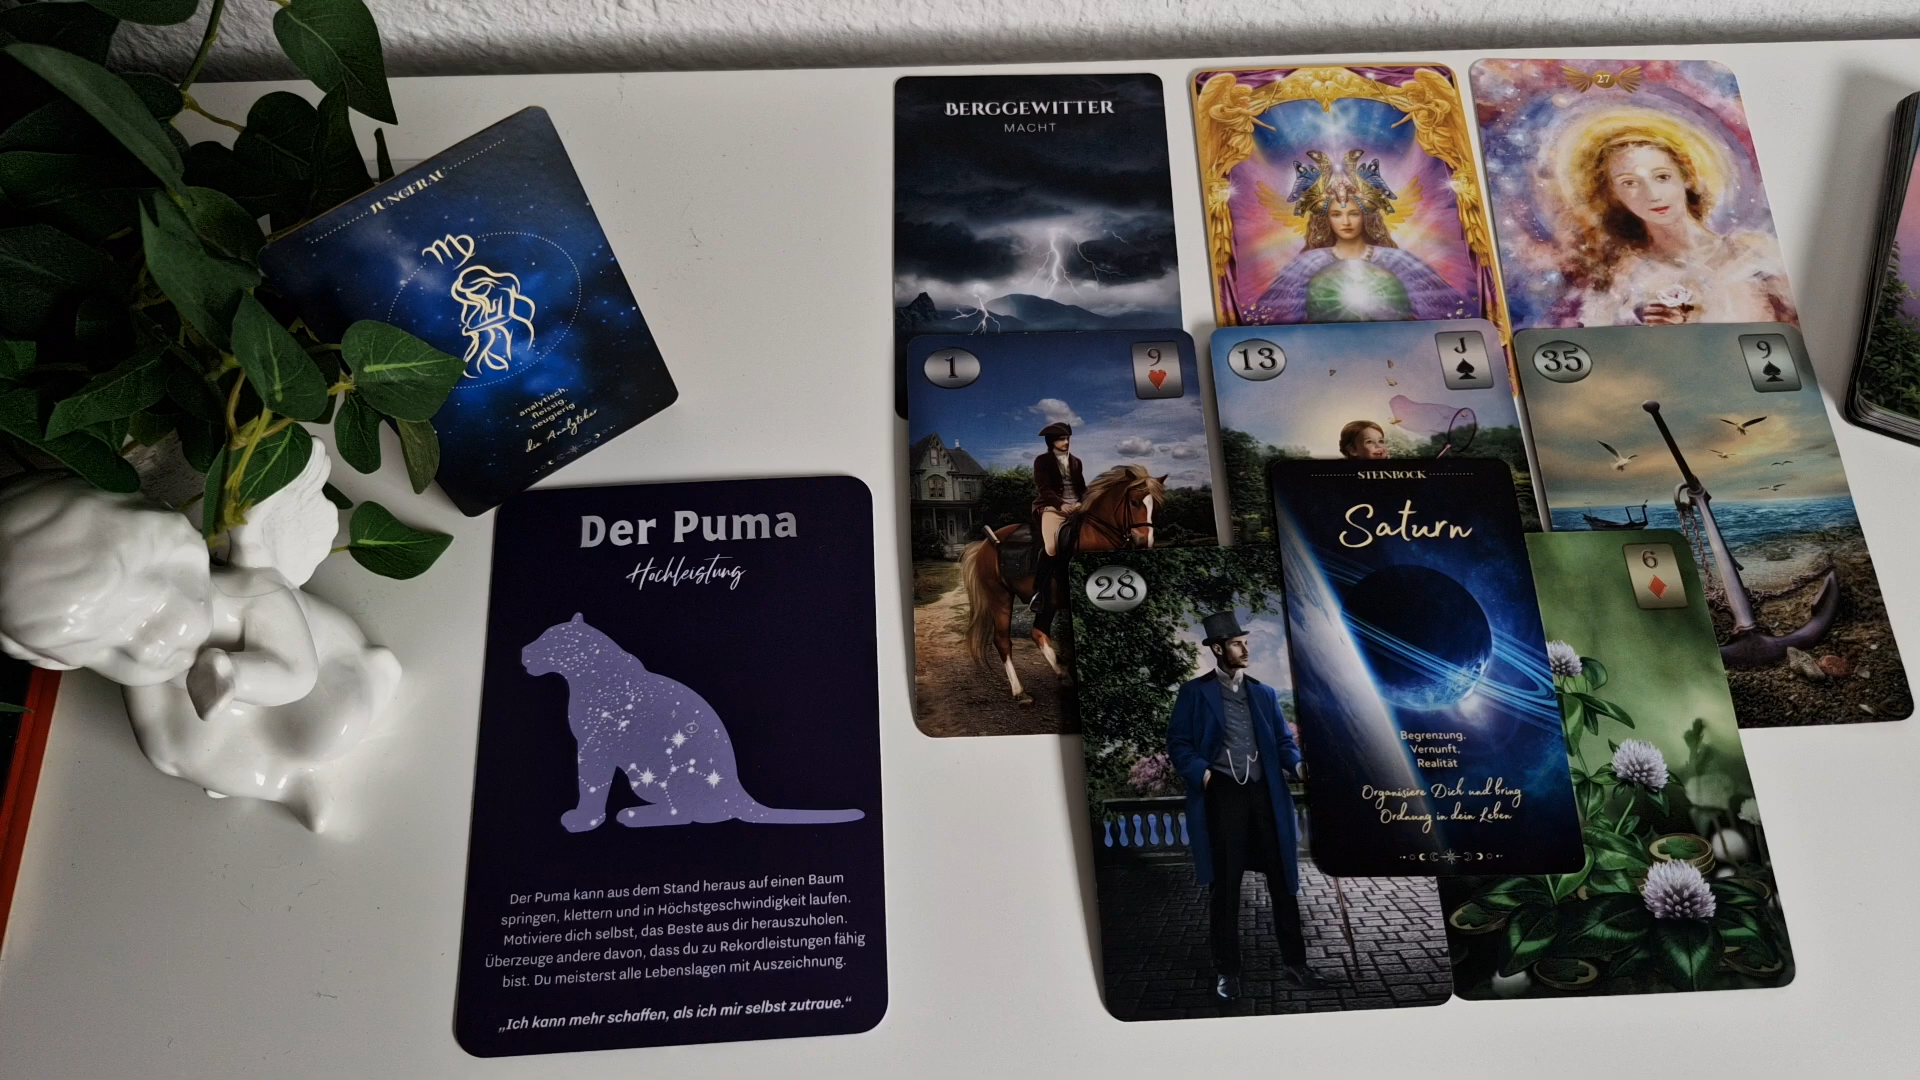 JUNGFRAU
analytisch,
fleissig,
neugierig
die Analytiker
Der Puma
Hochleistung
Der Puma kann aus dem Stand heraus auf einen Baum
springen, klettern und in Höchstgeschwindigkeit laufen.
Motiviere dich selbst, das Beste aus dir herauszuholen.
Überzeuge andere davon, dass du zu Rekordleistungen fähig
bist. Du meisterst alle Lebenslagen mit Auszeichnung.
„Ich kann mehr schaffen, als ich mir selbst zutraue.“
BERGGEWITTER
MACHT
27
1
9
13
J
35
9
28
STEINBOCK
Saturn
Begrenzung,
Vernunft,
Realität
Organisiere Dich und bring
Ordnung in dein Leben
6